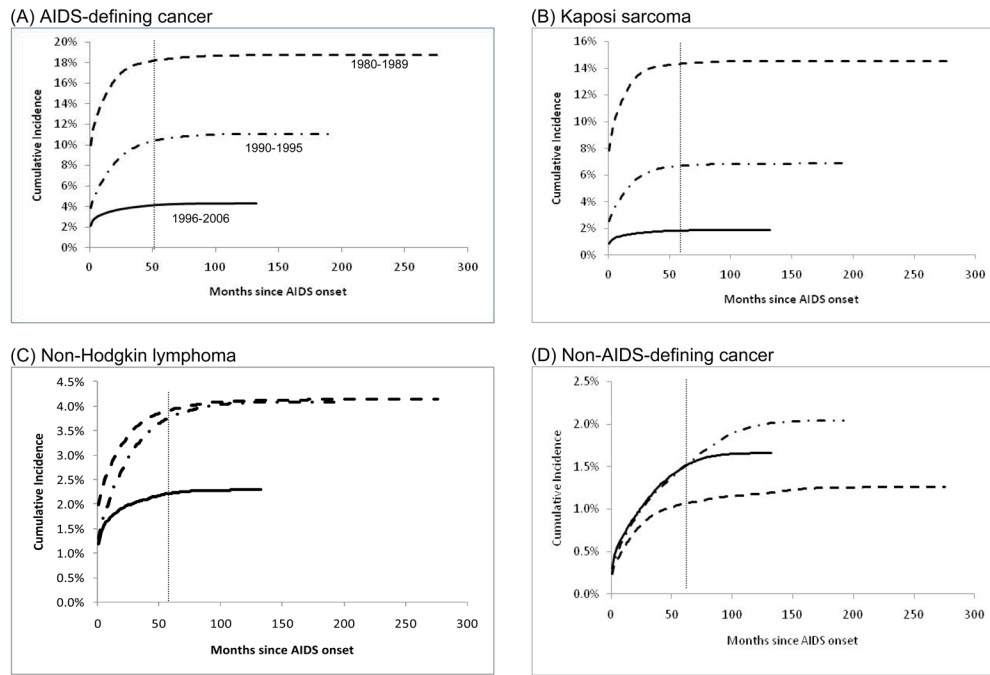 (A) AIDS-defining cancer
20%
18%
16%
14%
12%
10%
8%
6%
4%
2%
0%
Cumulative Incidence
1980-1989
1990-1995
1996-2006
0 50 100 150 200 250 300
Months since AIDS onset
(B) Kaposi sarcoma
16%
14%
12%
10%
8%
6%
4%
2%
0%
Cumulative Incidence
0 50 100 150 200 250 300
Months since AIDS onset
(C) Non-Hodgkin lymphoma
4.5%
4.0%
3.5%
3.0%
2.5%
2.0%
1.5%
1.0%
0.5%
0.0%
Cumulative Incidence
0 50 100 150 200 250 300
Months since AIDS onset
(D) Non-AIDS-defining cancer
2.5%
2.0%
1.5%
1.0%
0.5%
0.0%
Cumulative Incidence
0 50 100 150 200 250 300
Months since AIDS onset